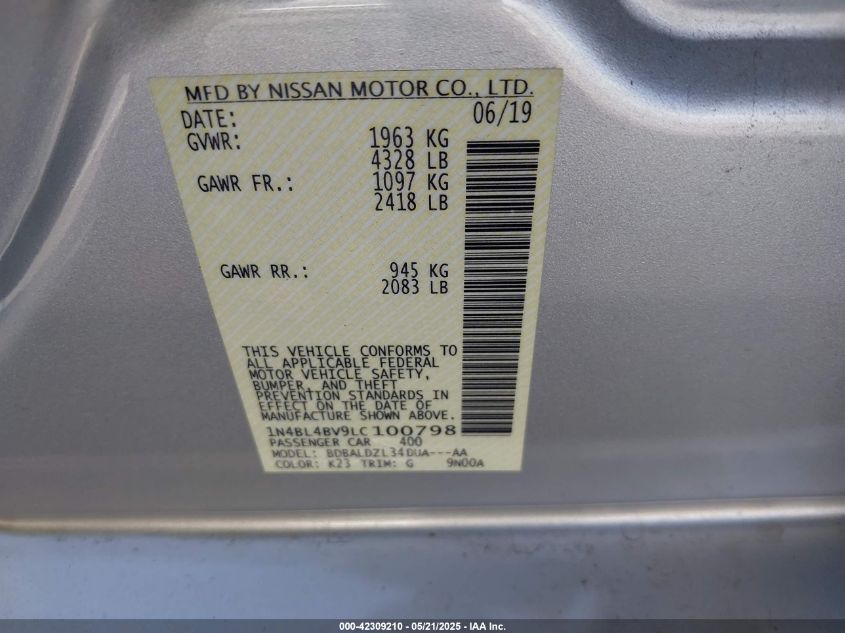 MFD BY NISSAN MOTOR CO., LTD.
DATE: 06/19
GVWR: 1963 KG
4328 LB
GAWR FR.: 1097 KG
2418 LB
GAWR RR.: 945 KG
2083 LB
THIS VEHICLE CONFORMS TO
ALL APPLICABLE FEDERAL
MOTOR VEHICLE SAFETY,
BUMPER, AND THEFT
PREVENTION STANDARDS IN
EFFECT ON THE DATE OF
MANUFACTURE SHOWN ABOVE.
1N4BL4BV9LC100798
PASSENGER CAR 400
MODEL: BDBALDZL34DUA---AA
COLOR: K23 TRIM: G 9N00A
000-42309210 - 05/21/2025 - IAA Inc.